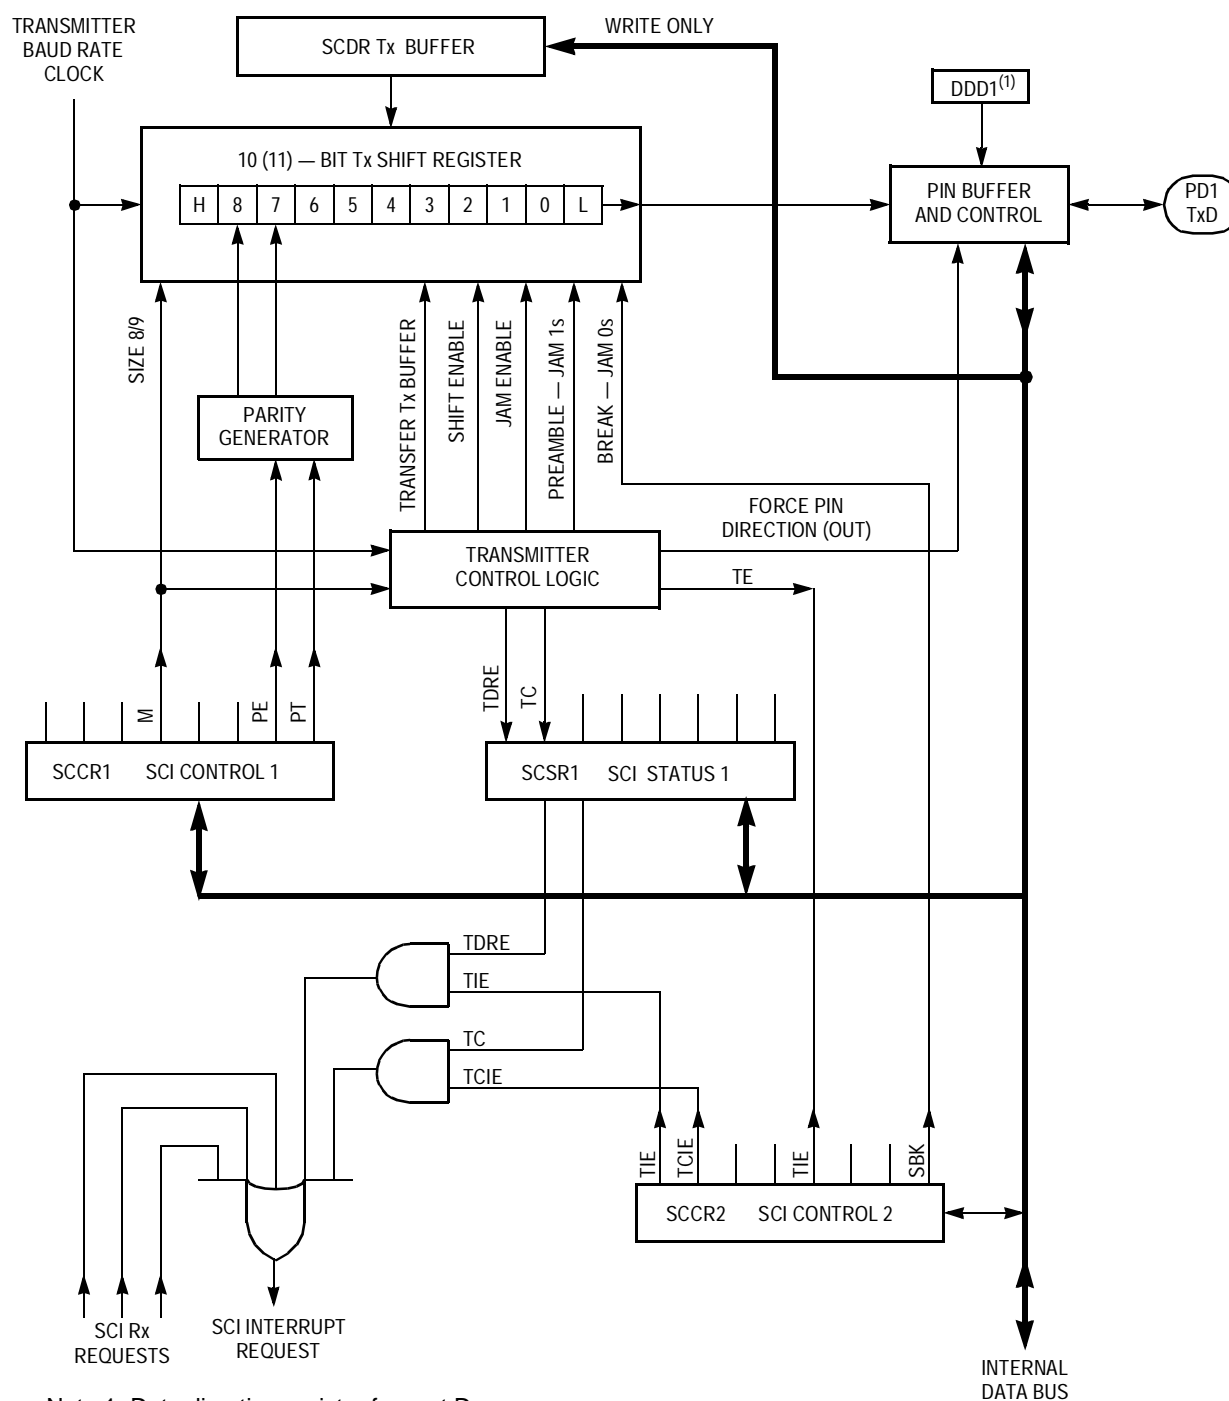 TRANSMITTER
BAUD RATE
CLOCK
SCDR Tx BUFFER
WRITE ONLY
DDD1(1)
10 (11) — BIT Tx SHIFT REGISTER
H 8 7 6 5 4 3 2 1 0 L
PIN BUFFER
AND CONTROL
PD1
TxD
SIZE 8/9
TRANSFER Tx BUFFER
SHIFT ENABLE
JAM ENABLE
PREAMBLE — JAM 1s
BREAK — JAM 0s
PARITY
GENERATOR
FORCE PIN
DIRECTION (OUT)
TRANSMITTER
CONTROL LOGIC
TE
TDRE
TC
M
PE
PT
SCCR1 SCI CONTROL 1
SCSR1 SCI STATUS 1
TDRE
TIE
TC
TCIE
TIE
TCIE
TIE
SBK
SCCR2 SCI CONTROL 2
SCI Rx
REQUESTS
SCI INTERRUPT
REQUEST
INTERNAL
DATA BUS